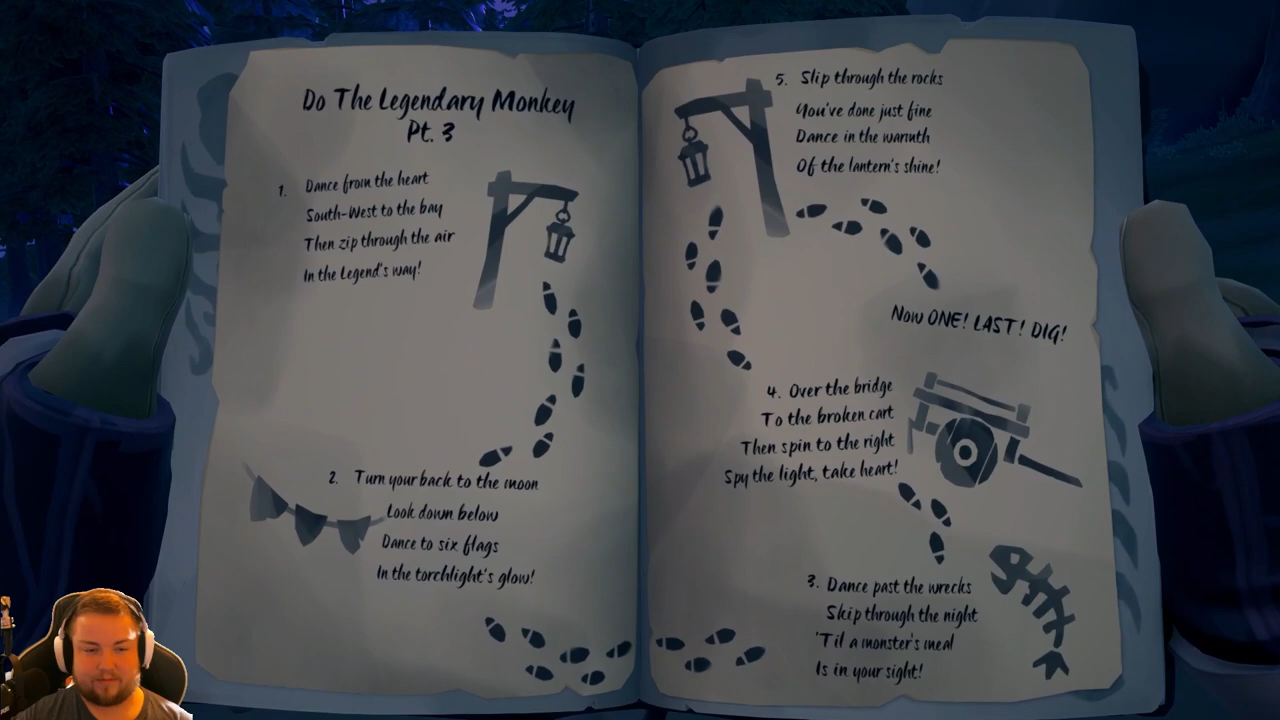 Do The Legendary Monkey
Pt. 3
1. Dance from the heart
South-West to the bay
Then zip through the air
In the Legend's way!
2. Turn your back to the moon
Look down below
Dance to six flags
In the torchlight's glow!
3. Dance past the wrecks
Skip through the night
'Til a monster's meal
Is in your sight!
4. Over the bridge
To the broken cart
Then spin to the right
Spy the light, take heart!
5. Slip through the rocks
You've done just fine
Dance in the warmth
Of the lantern's shine!
Now ONE! LAST! DIG!